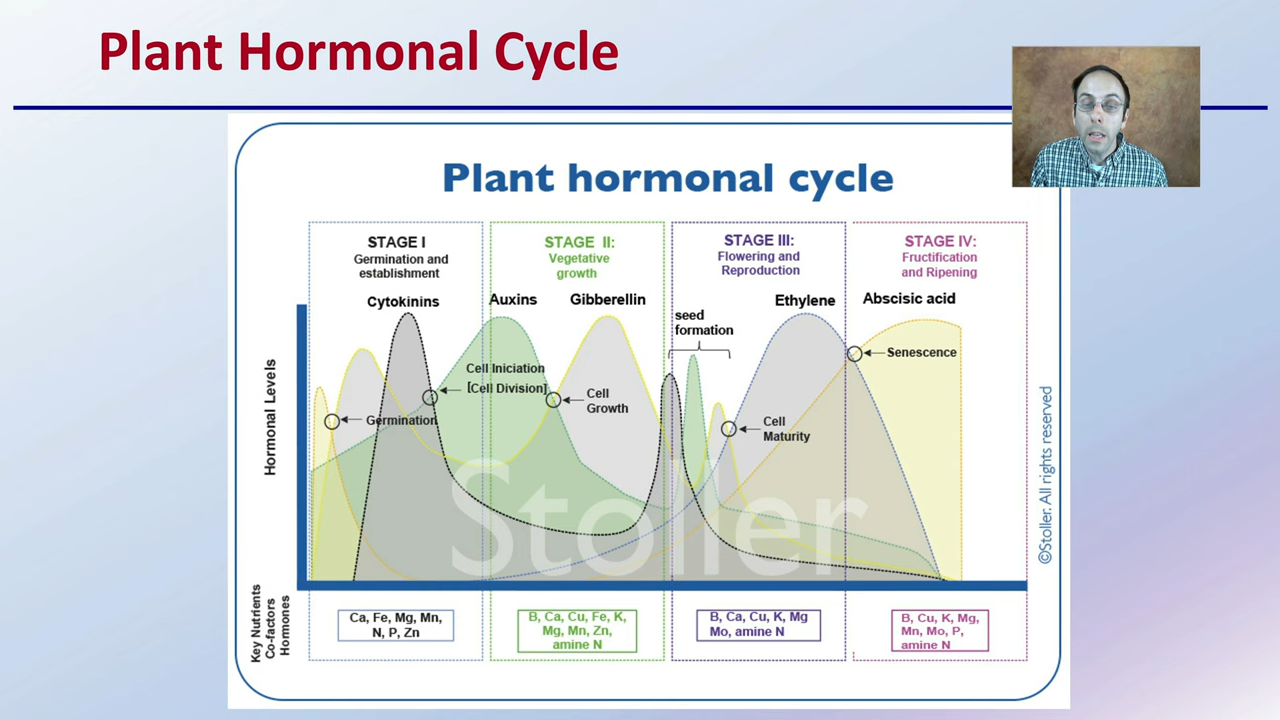 Plant Hormonal Cycle
Plant hormonal cycle
STAGE I
Germination and
establishment
STAGE II:
Vegetative
growth
STAGE III:
Flowering and
Reproduction
STAGE IV:
Fructification
and Ripening
Cytokinins
Auxins
Gibberellin
Ethylene
Abscisic acid
seed
formation
Senescence
Cell Iniciation
[Cell Division]
Cell
Growth
Germination
Cell
Maturity
Hormonal Levels
Stoller
©Stoller. All rights reserved
Key Nutrients
Co-factors
Hormones
Ca, Fe, Mg, Mn,
N, P, Zn
B, Ca, Cu, Fe, K,
Mg, Mn, Zn,
amine N
B, Ca, Cu, K, Mg
Mo, amine N
B, Cu, K, Mg,
Mn, Mo, P,
amine N